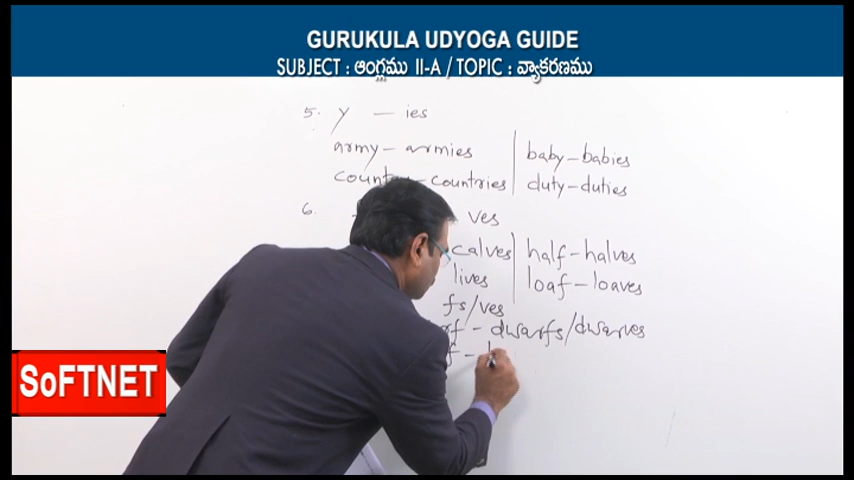 GURUKULA UDYOGA GUIDE
SUBJECT : ఆంగ్లము II-A / TOPIC : వ్యాకరణము
5. y — ies
army – armies baby – babies
countries duty – duties
6. ves
calves half – halves
lives loaf – loaves
fs/ves
– dwarfs/dwarves
SoFTNET